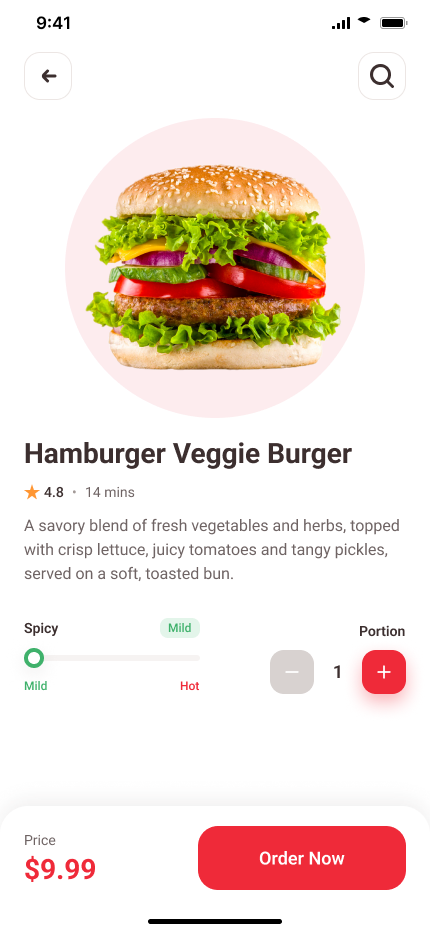 9:41
Hamburger Veggie Burger
4.8 • 14 mins
A savory blend of fresh vegetables and herbs, topped
with crisp lettuce, juicy tomatoes and tangy pickles,
served on a soft, toasted bun.
Spicy Mild
Mild Hot
Portion
− 1 +
Price
$9.99
Order Now